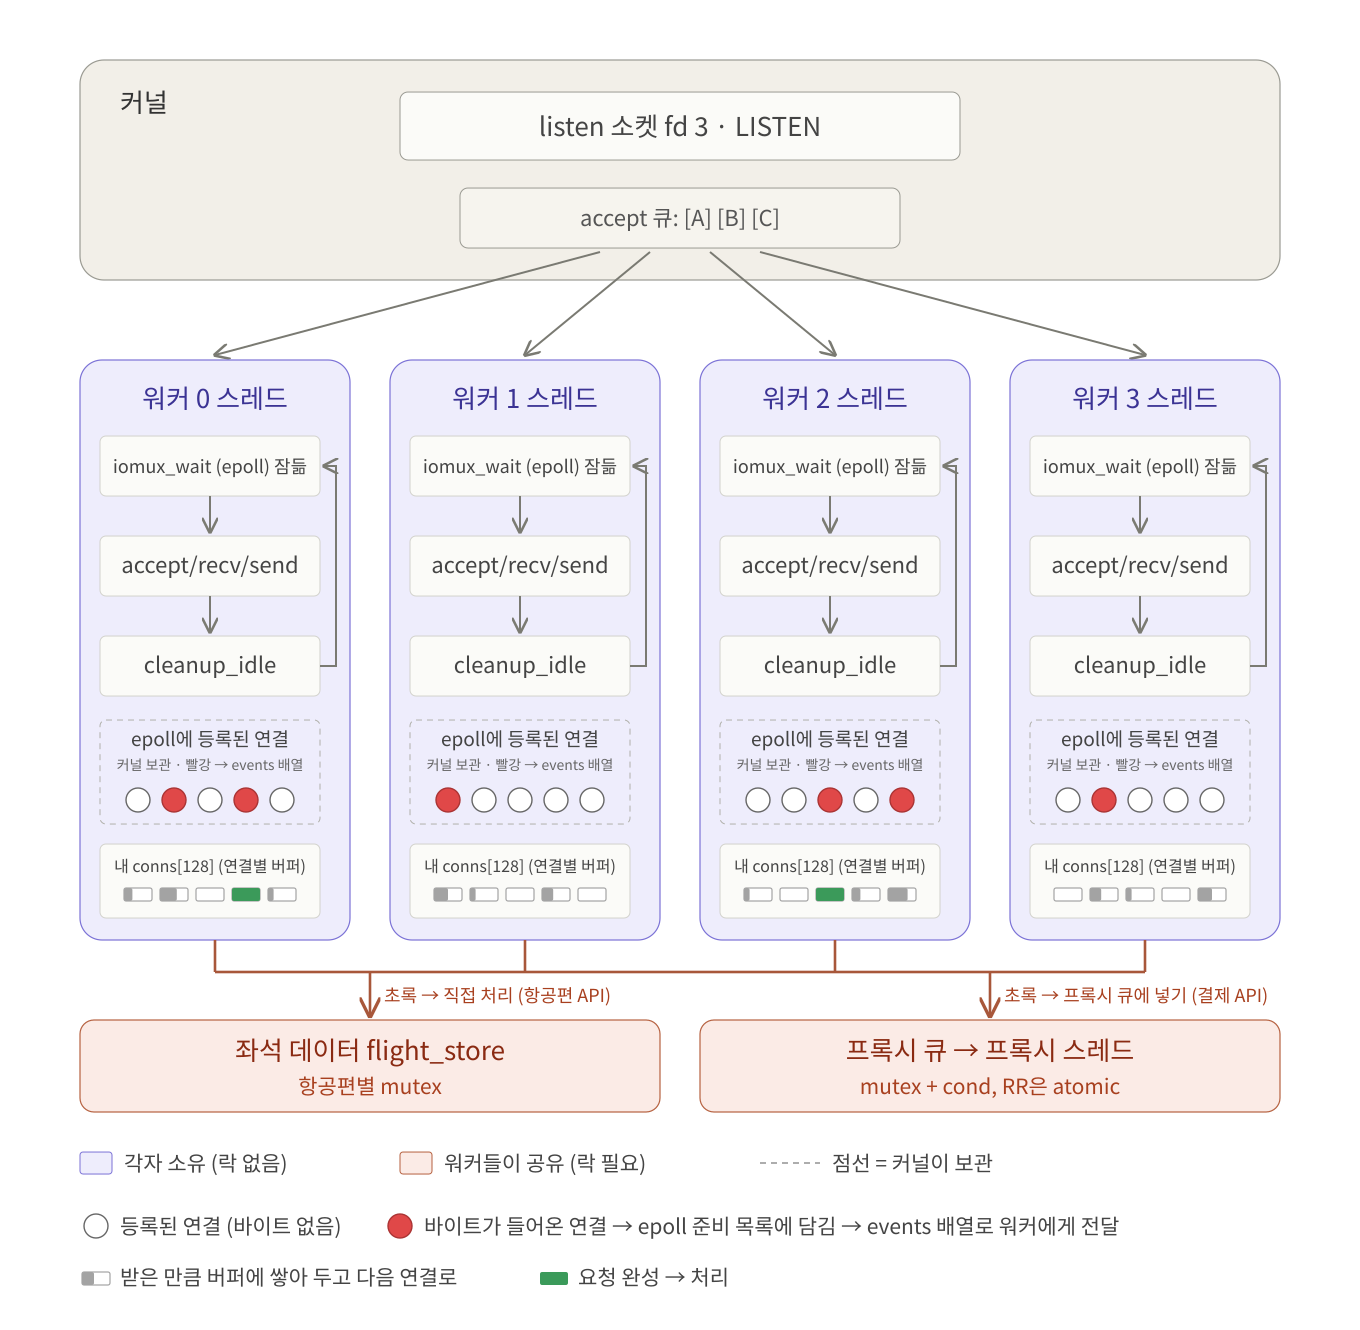 커널
listen 소켓 fd 3 · LISTEN
accept 큐: [A] [B] [C]
워커 0 스레드
iomux_wait (epoll) 잠듦
accept/recv/send
cleanup_idle
epoll에 등록된 연결
커널 보관 · 빨강 → events 배열
내 conns[128] (연결별 버퍼)
워커 1 스레드
iomux_wait (epoll) 잠듦
accept/recv/send
cleanup_idle
epoll에 등록된 연결
커널 보관 · 빨강 → events 배열
내 conns[128] (연결별 버퍼)
워커 2 스레드
iomux_wait (epoll) 잠듦
accept/recv/send
cleanup_idle
epoll에 등록된 연결
커널 보관 · 빨강 → events 배열
내 conns[128] (연결별 버퍼)
워커 3 스레드
iomux_wait (epoll) 잠듦
accept/recv/send
cleanup_idle
epoll에 등록된 연결
커널 보관 · 빨강 → events 배열
내 conns[128] (연결별 버퍼)
초록 → 직접 처리 (항공편 API)
초록 → 프록시 큐에 넣기 (결제 API)
좌석 데이터 flight_store
항공편별 mutex
프록시 큐 → 프록시 스레드
mutex + cond, RR은 atomic
각자 소유 (락 없음)
워커들이 공유 (락 필요)
점선 = 커널이 보관
등록된 연결 (바이트 없음)
바이트가 들어온 연결 → epoll 준비 목록에 담김 → events 배열로 워커에게 전달
받은 만큼 버퍼에 쌓아 두고 다음 연결로
요청 완성 → 처리